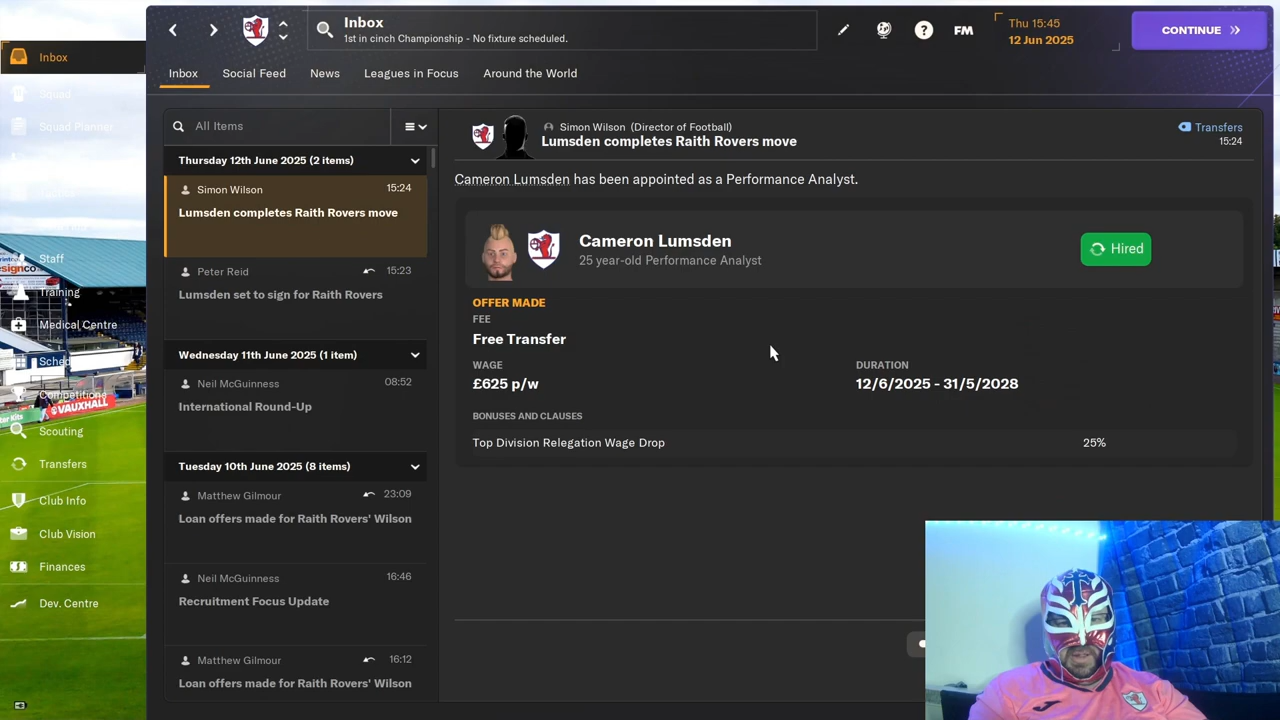 Inbox
1st in cinch Championship - No fixture scheduled.
FM
Thu 15:45
12 Jun 2025
CONTINUE
Inbox
Social Feed
News
Leagues in Focus
Around the World
Inbox
Squad
Squad Planner
Staff
Training
Medical Centre
Sched
Competitions
Scouting
Transfers
Club Info
Club Vision
Finances
Dev. Centre
VAUXHALL
All Items
Thursday 12th June 2025 (2 items)
Simon Wilson 15:24
Lumsden completes Raith Rovers move
Peter Reid 15:23
Lumsden set to sign for Raith Rovers
Wednesday 11th June 2025 (1 item)
Neil McGuinness 08:52
International Round-Up
Tuesday 10th June 2025 (8 items)
Matthew Gilmour 23:09
Loan offers made for Raith Rovers' Wilson
Neil McGuinness 16:46
Recruitment Focus Update
Matthew Gilmour 16:12
Loan offers made for Raith Rovers' Wilson
Simon Wilson (Director of Football)
Lumsden completes Raith Rovers move
Transfers
15:24
Cameron Lumsden has been appointed as a Performance Analyst.
Cameron Lumsden
25 year-old Performance Analyst
Hired
OFFER MADE
FEE
Free Transfer
WAGE
£625 p/w
DURATION
12/6/2025 - 31/5/2028
BONUSES AND CLAUSES
Top Division Relegation Wage Drop 25%